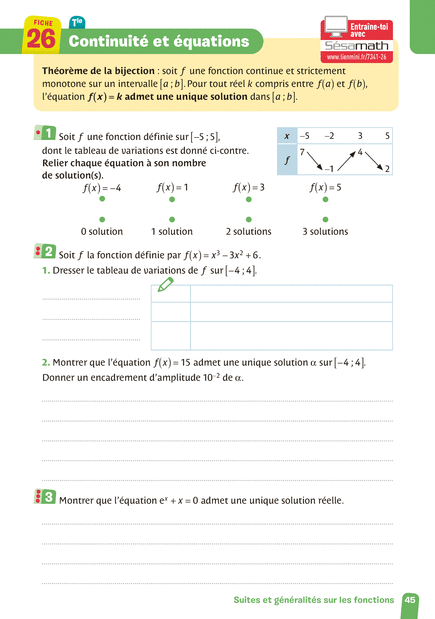 FICHE
26
Tle
Continuité et équations
Entraîne-toi
avec
Sésamath
www.lienmini.fr/7341-26
Théorème de la bijection : soit f une fonction continue et strictement
monotone sur un intervalle [a ; b]. Pour tout réel k compris entre f(a) et f(b),
l'équation f(x) = k admet une unique solution dans [a ; b].
1 Soit f une fonction définie sur [−5 ; 5],
dont le tableau de variations est donné ci-contre.
Relier chaque équation à son nombre
de solution(s).
x −5 −2 3 5
f 7 −1 4 2
f(x) = −4 f(x) = 1 f(x) = 3 f(x) = 5
0 solution 1 solution 2 solutions 3 solutions
2 Soit f la fonction définie par f(x) = x³ − 3x² + 6.
1. Dresser le tableau de variations de f sur [−4 ; 4].
2. Montrer que l'équation f(x) = 15 admet une unique solution α sur [−4 ; 4].
Donner un encadrement d'amplitude 10⁻² de α.
3 Montrer que l'équation eˣ + x = 0 admet une unique solution réelle.
Suites et généralités sur les fonctions 45